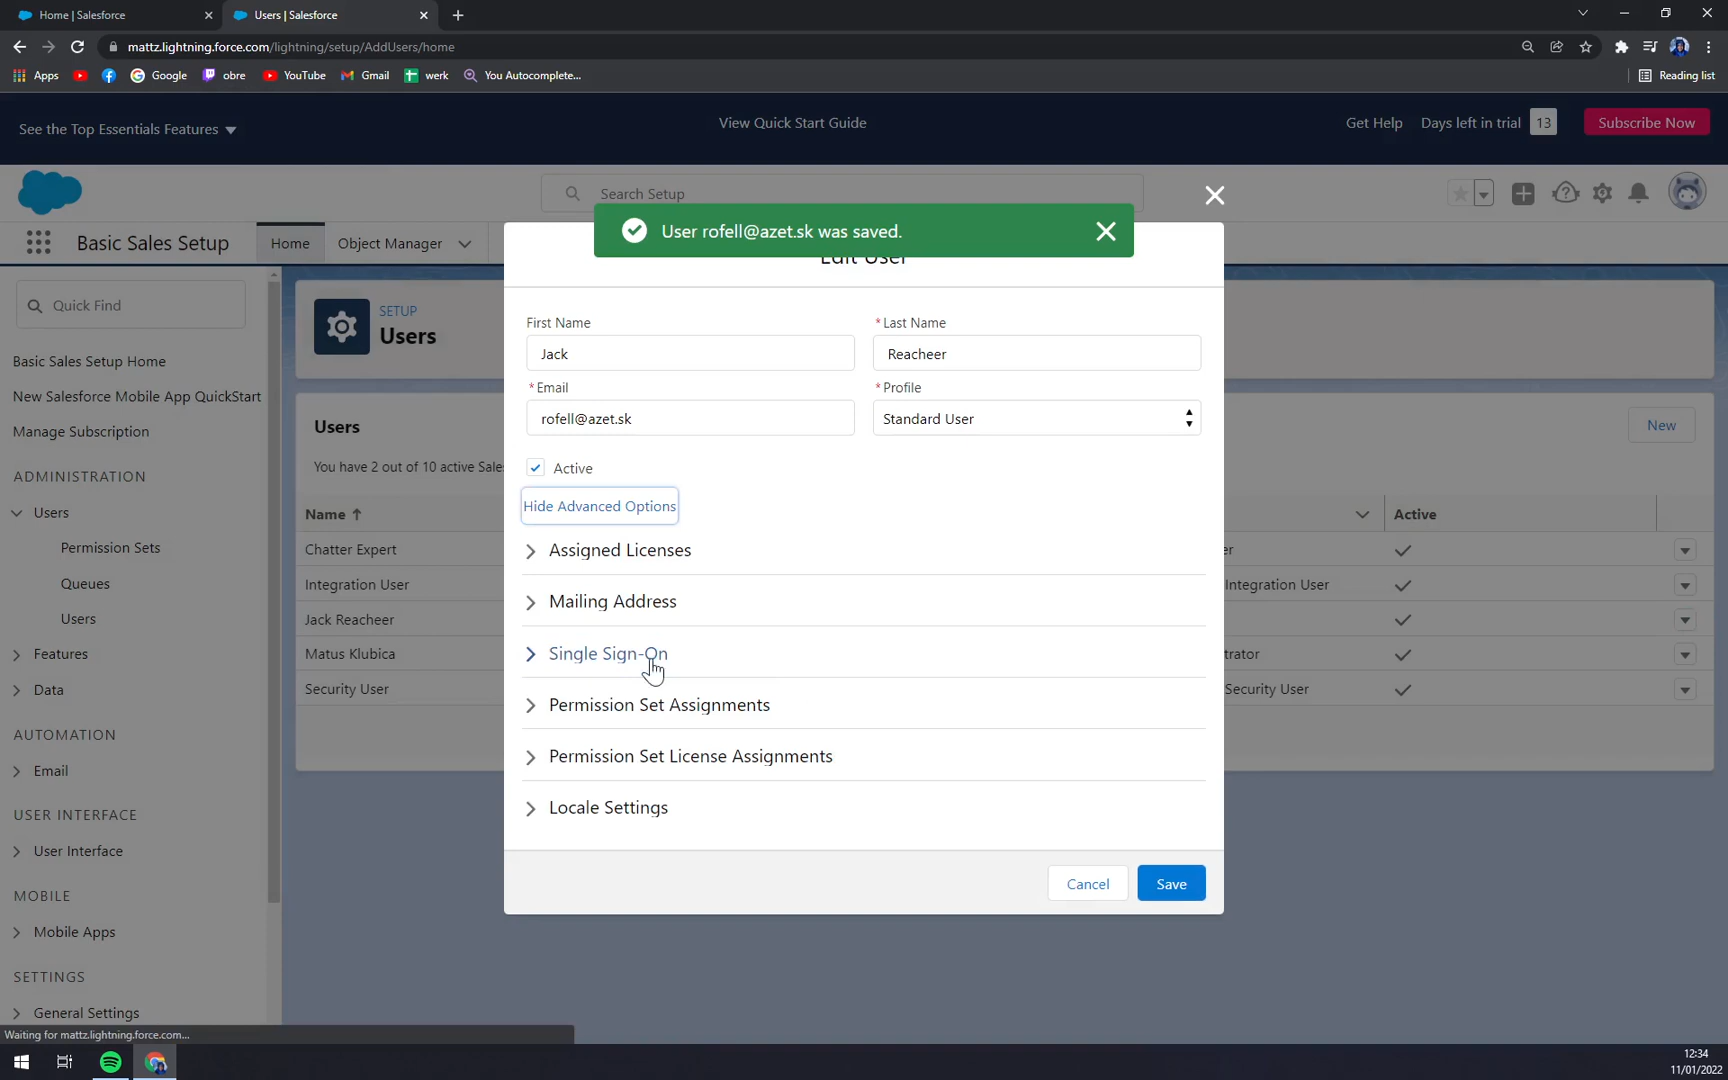 Home | Salesforce
Users | Salesforce
mattz.lightning.force.com/lightning/setup/AddUsers/home
Apps
Google
obre
YouTube
Gmail
werk
You Autocomplete...
Reading list
See the Top Essentials Features
View Quick Start Guide
Get Help
Days left in trial 13
Subscribe Now
Search Setup
User rofell@azet.sk was saved.
Basic Sales Setup
Home
Object Manager
Edit User
Quick Find
SETUP
Users
First Name
*Last Name
Jack
Reacheer
*Email
*Profile
rofell@azet.sk
Standard User
Basic Sales Setup Home
New Salesforce Mobile App QuickStart
Manage Subscription
ADMINISTRATION
Users
Permission Sets
Queues
Users
Features
Data
AUTOMATION
Email
USER INTERFACE
User Interface
MOBILE
Mobile Apps
SETTINGS
General Settings
Users
New
You have 2 out of 10 active Sale
Name
Active
Chatter Expert
er
Integration User
Integration User
Jack Reacheer
Matus Klubica
trator
Security User
Security User
Active
Hide Advanced Options
Assigned Licenses
Mailing Address
Single Sign-On
Permission Set Assignments
Permission Set License Assignments
Locale Settings
Cancel
Save
Waiting for mattz.lightning.force.com...
12:34
11/01/2022